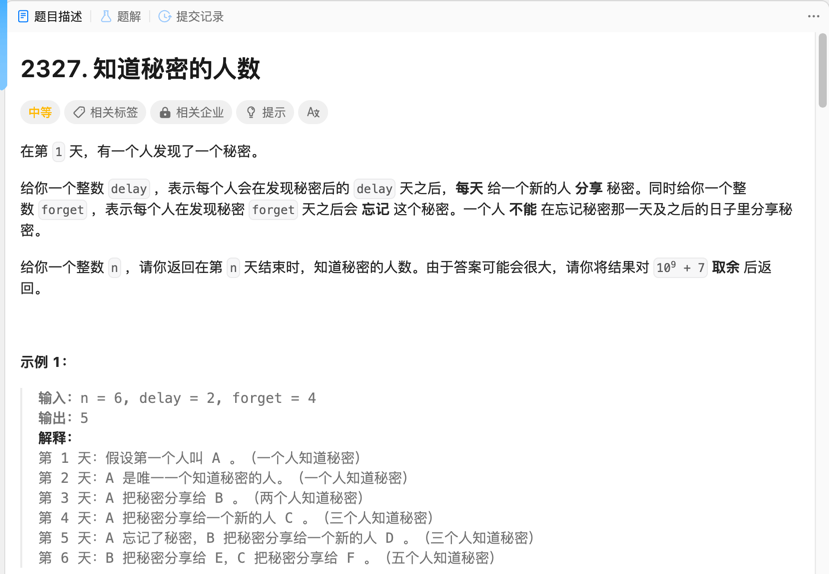 题目描述 题解 提交记录
2327. 知道秘密的人数
中等 相关标签 相关企业 提示
在第 1 天，有一个人发现了一个秘密。
给你一个整数 delay ，表示每个人会在发现秘密后的 delay 天之后，每天 给一个新的人 分享 秘密。同时给你一个整
数 forget ，表示每个人在发现秘密 forget 天之后会 忘记 这个秘密。一个人 不能 在忘记秘密那一天及之后的日子里分享秘
密。
给你一个整数 n ，请你返回在第 n 天结束时，知道秘密的人数。由于答案可能会很大，请你将结果对 10⁹ + 7 取余 后返
回。
示例 1：
输入：n = 6, delay = 2, forget = 4
输出：5
解释：
第 1 天：假设第一个人叫 A 。（一个人知道秘密）
第 2 天：A 是唯一一个知道秘密的人。（一个人知道秘密）
第 3 天：A 把秘密分享给 B 。（两个人知道秘密）
第 4 天：A 把秘密分享给一个新的人 C 。（三个人知道秘密）
第 5 天：A 忘记了秘密，B 把秘密分享给一个新的人 D 。（三个人知道秘密）
第 6 天：B 把秘密分享给 E，C 把秘密分享给 F 。（五个人知道秘密）